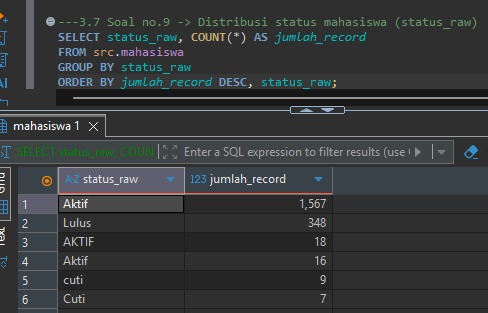 ---3.7 Soal no.9 -> Distribusi status mahasiswa (status_raw)
SELECT status_raw, COUNT(*) AS jumlah_record
FROM src.mahasiswa
GROUP BY status_raw
ORDER BY jumlah_record DESC, status_raw;
mahasiswa 1
SELECT status_raw, COUN Enter a SQL expression to filter results (use
AZ status_raw 123 jumlah_record
1 Aktif 1,567
2 Lulus 348
3 AKTIF 18
4 Aktif 16
5 cuti 9
6 Cuti 7